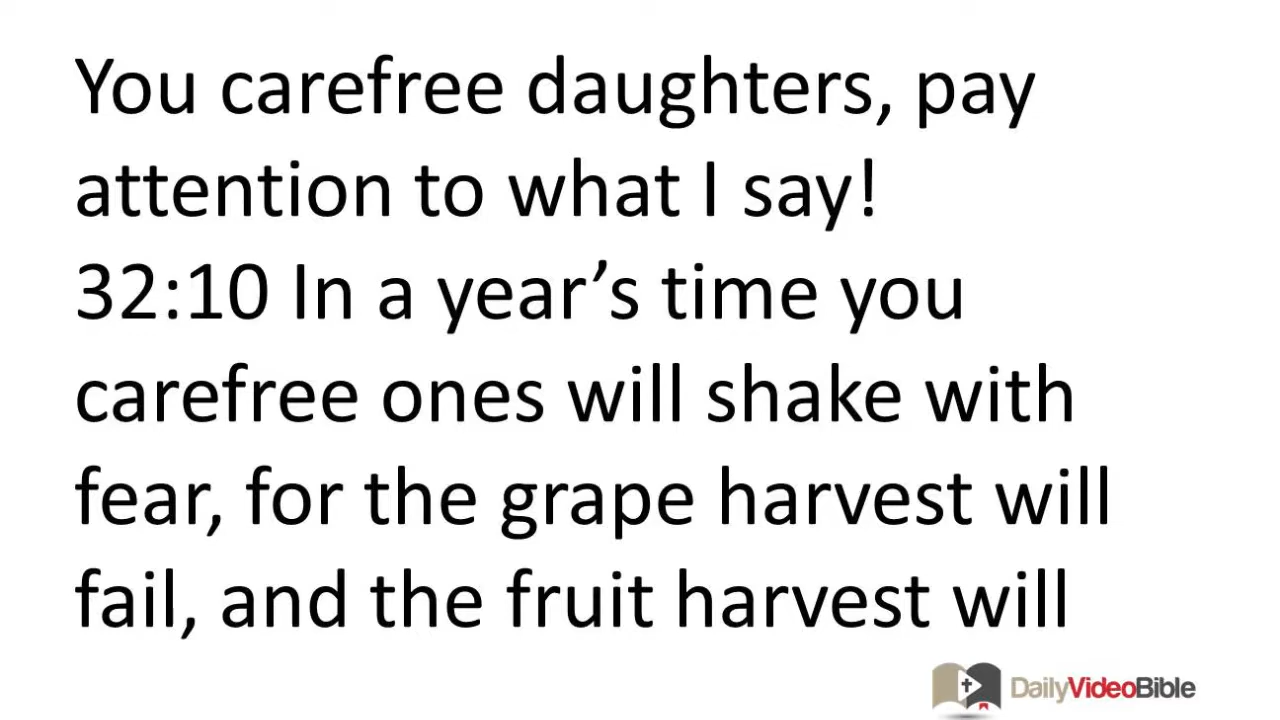 You carefree daughters, pay
attention to what I say!
32:10 In a year’s time you
carefree ones will shake with
fear, for the grape harvest will
fail, and the fruit harvest will
DailyVideoBible